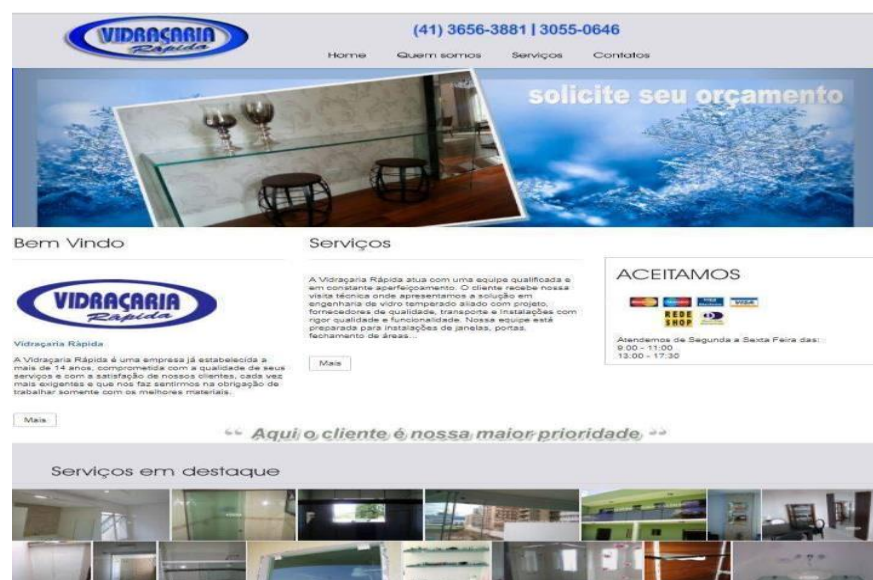 VIDRAÇARIA
Rápida
(41) 3656-3881 | 3055-0646
Home Quem somos Serviços Contatos
solicite seu orçamento
Bem Vindo
VIDRAÇARIA
Rápida
Vidraçaria Rápida
A Vidraçaria Rápida é uma empresa já estabelecida a
mais de 14 anos, comprometida com a qualidade de seus
serviços e com a satisfação de nossos clientes, cada vez
mais exigentes e que nos faz sentirmos na obrigação de
trabalhar somente com os melhores materiais.
Mais
Serviços
A Vidraçaria Rápida atua com uma equipe qualificada e
em constante aperfeiçoamento. O cliente recebe nossa
visita técnica onde apresentamos a solução em
engenharia de vidro temperado aliado com projeto,
fornecedores de qualidade, transporte e Instalações com
rigor qualidade e funcionalidade. Nossa equipe está
preparada para instalações de janelas, portas,
fechamento de áreas...
Mais
ACEITAMOS
VISA
REDE
SHOP
Atendemos de Segunda a Sexta Feira das:
9:00 - 11:00
13:00 - 17:30
“ Aqui o cliente é nossa maior prioridade, ”
Serviços em destaque